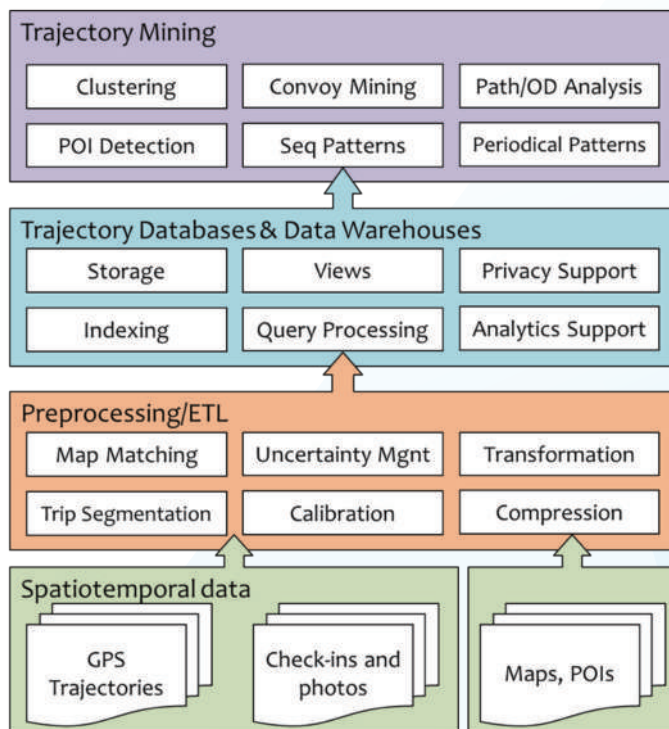 Trajectory Mining
Clustering
Convoy Mining
Path/OD Analysis
POI Detection
Seq Patterns
Periodical Patterns
Trajectory Databases & Data Warehouses
Storage
Views
Privacy Support
Indexing
Query Processing
Analytics Support
Preprocessing/ETL
Map Matching
Uncertainty Mgnt
Transformation
Trip Segmentation
Calibration
Compression
Spatiotemporal data
GPS
Trajectories
Check-ins and
photos
Maps, POIs